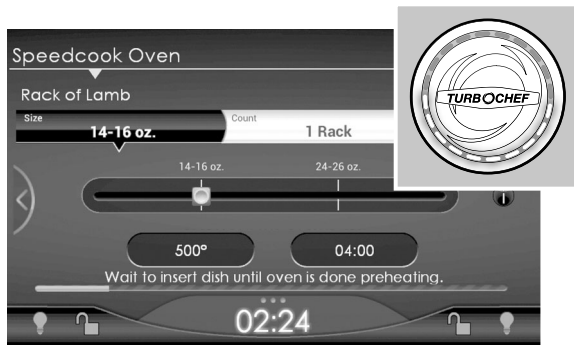 Speedcook Oven
TURBOCHEF
Rack of Lamb
Size
14-16 oz.
Count
1 Rack
14-16 oz.
24-26 oz.
500°
04:00
Wait to insert dish until oven is done preheating.
02:24